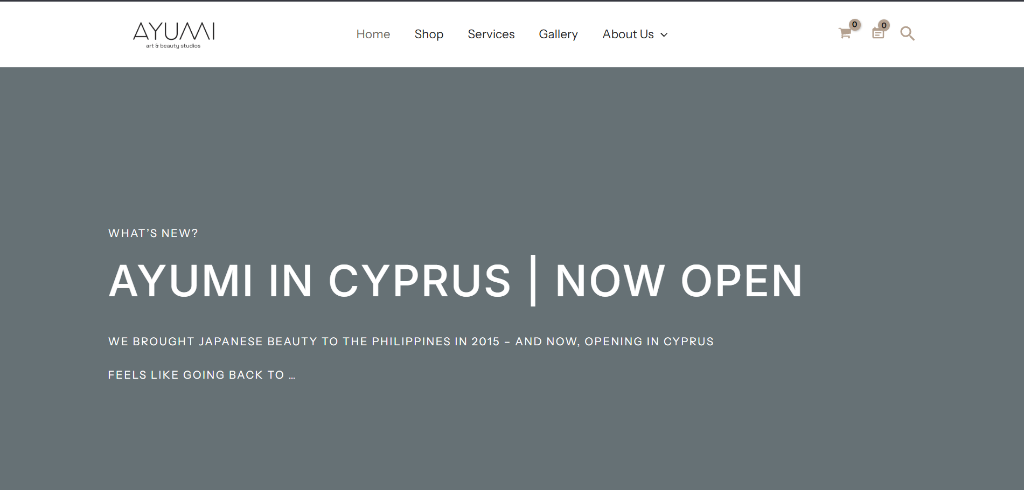 AYUMI
art & beauty studios
Home
Shop
Services
Gallery
About Us
0
0
WHAT'S NEW?
AYUMI IN CYPRUS | NOW OPEN
WE BROUGHT JAPANESE BEAUTY TO THE PHILIPPINES IN 2015 – AND NOW, OPENING IN CYPRUS
FEELS LIKE GOING BACK TO …